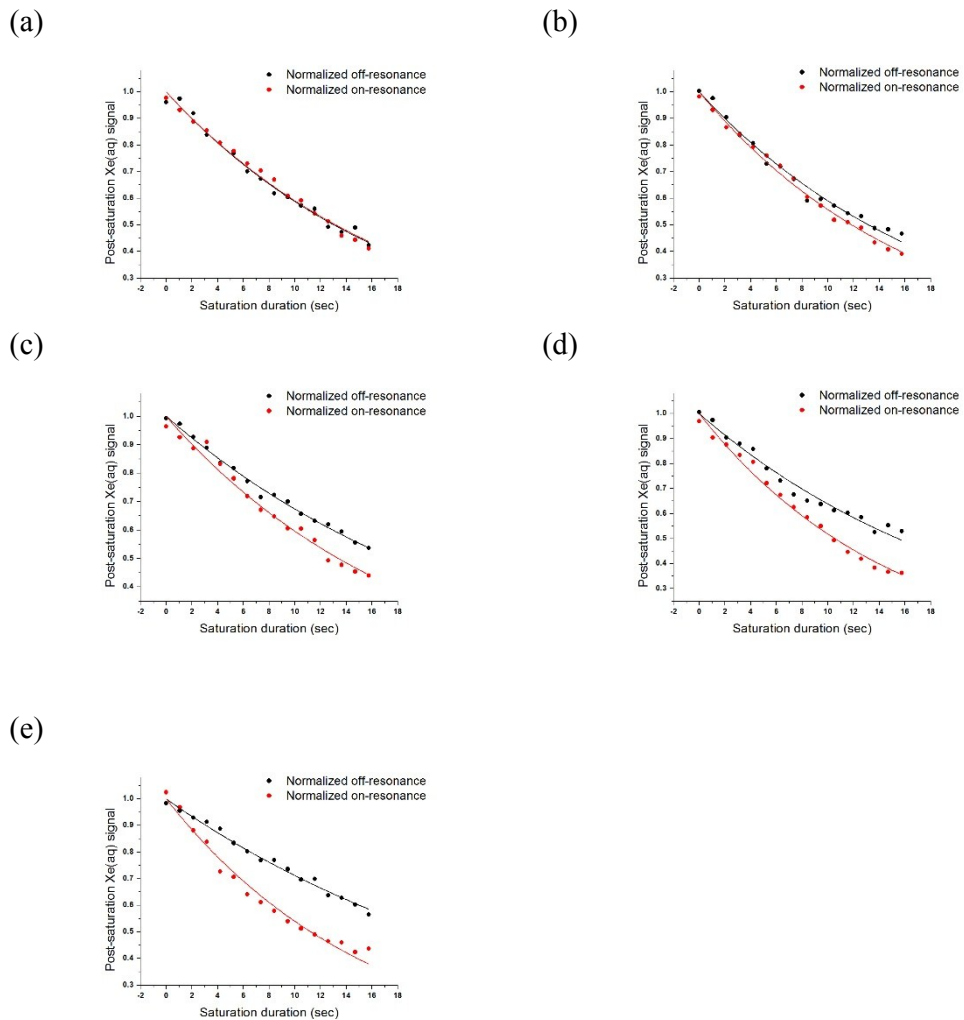 (a)
Normalized off-resonance
Normalized on-resonance
Post-saturation Xe(aq) signal
1.0
0.9
0.8
0.7
0.6
0.5
0.4
0.3
-2 0 2 4 6 8 10 12 14 16 18
Saturation duration (sec)
(b)
Normalized off-resonance
Normalized on-resonance
Post-saturation Xe(aq) signal
1.0
0.9
0.8
0.7
0.6
0.5
0.4
0.3
-2 0 2 4 6 8 10 12 14 16 18
Saturation duration (sec)
(c)
Normalized off-resonance
Normalized on-resonance
Post-saturation Xe(aq) signal
1.0
0.9
0.8
0.7
0.6
0.5
0.4
-2 0 2 4 6 8 10 12 14 16 18
Saturation duration (sec)
(d)
Normalized off-resonance
Normalized on-resonance
Post-saturation Xe(aq) signal
1.0
0.9
0.8
0.7
0.6
0.5
0.4
0.3
-2 0 2 4 6 8 10 12 14 16 18
Saturation duration (sec)
(e)
Normalized off-resonance
Normalized on-resonance
Post-saturation Xe(aq) signal
1.0
0.9
0.8
0.7
0.6
0.5
0.4
0.3
-2 0 2 4 6 8 10 12 14 16 18
Saturation duration (sec)